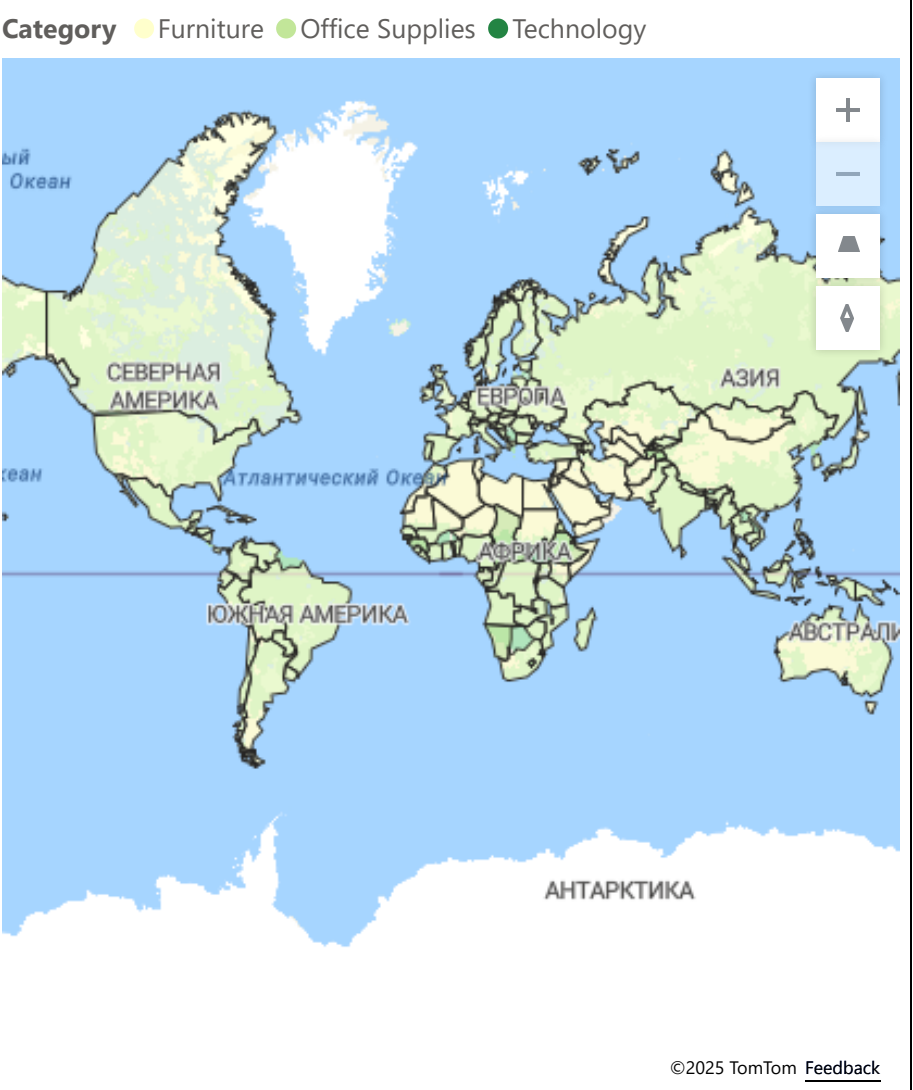 Category Furniture Office Supplies Technology
ый
Океан
СЕВЕРНАЯ
АМЕРИКА
ЕВРОПА
АЗИЯ
кеан
Атлантический Океан
АФРИКА
ЮЖНАЯ АМЕРИКА
АВСТРАЛИ
АНТАРКТИКА
©2025 TomTom Feedback